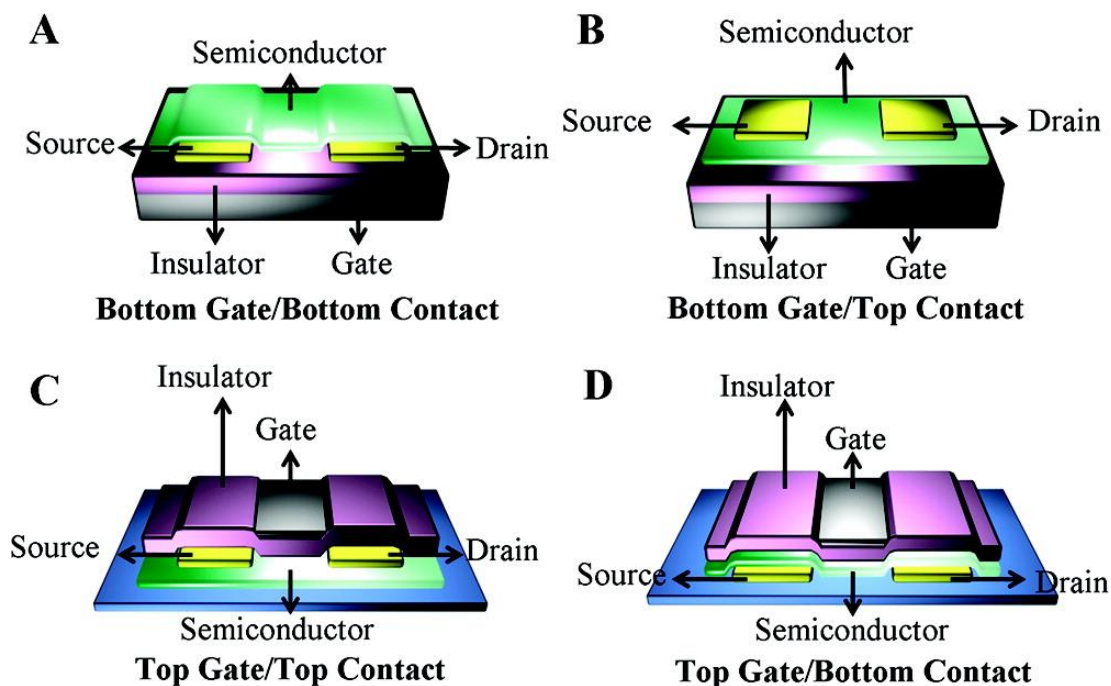 A
Semiconductor
Source
Drain
Insulator
Gate
Bottom Gate/Bottom Contact
B
Semiconductor
Source
Drain
Insulator
Gate
Bottom Gate/Top Contact
C
Insulator
Gate
Source
Drain
Semiconductor
Top Gate/Top Contact
D
Insulator
Gate
Source
Drain
Semiconductor
Top Gate/Bottom Contact